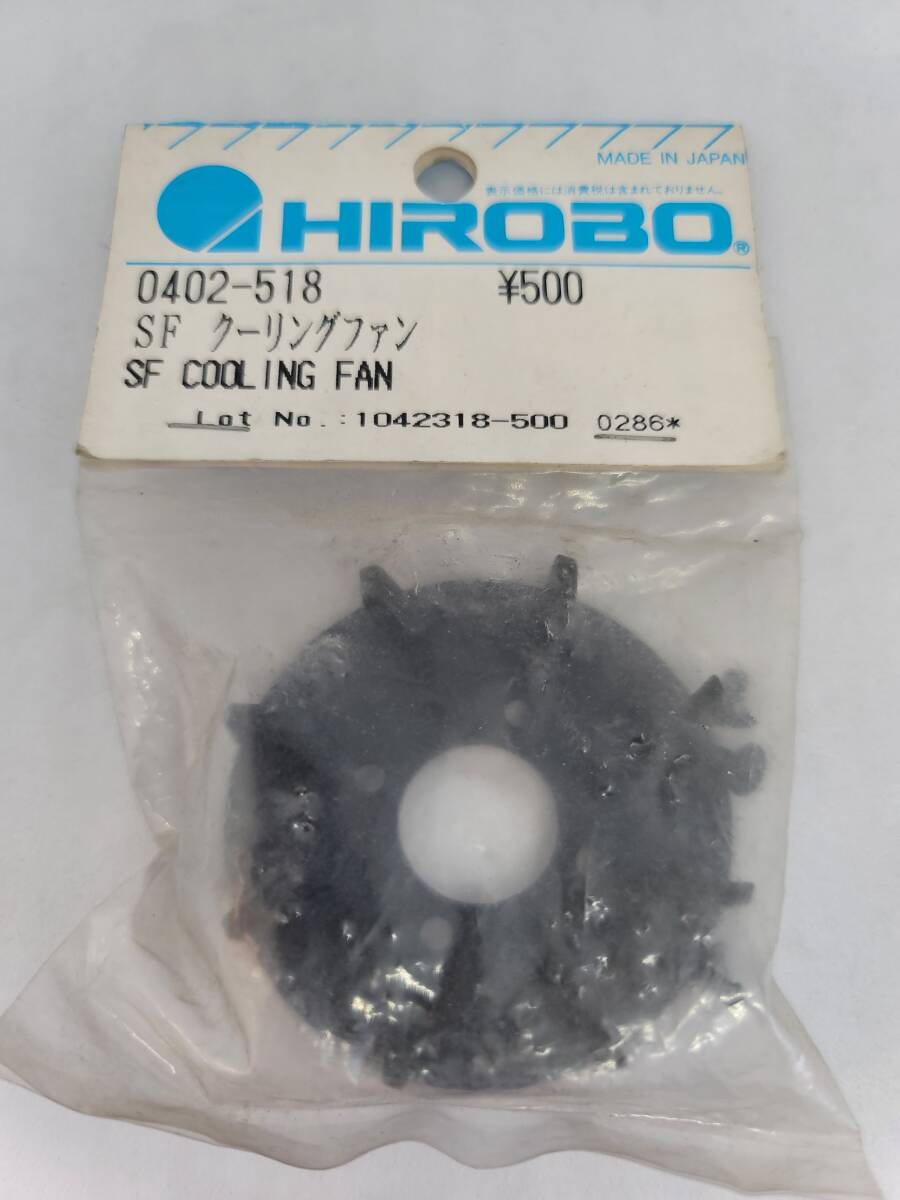 MADE IN JAPAN
表示価格には消費税は含まれておりません。
HIROBO®
0402-518 ¥500
SF クーリングファン
SF COOLING FAN
Lot No.:1042318-500 0286*